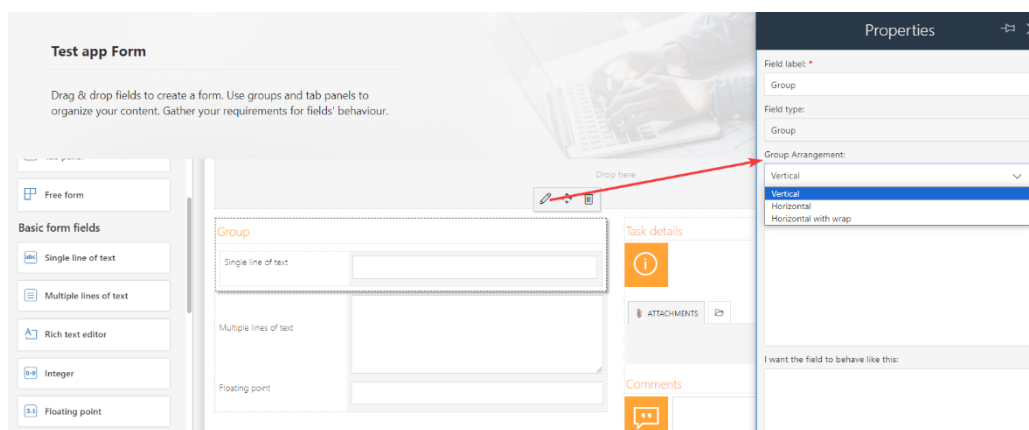 Test app Form
Drag & drop fields to create a form. Use groups and tab panels to
organize your content. Gather your requirements for fields' behaviour.
Free form
Basic form fields
abc Single line of text
Multiple lines of text
Rich text editor
Integer
Floating point
Drop here
Group
Single line of text
Multiple lines of text
Floating point
Task details
ATTACHMENTS
Comments
Properties
Field label: *
Group
Field type:
Group
Group Arrangement:
Vertical
Vertical
Horizontal
Horizontal with wrap
I want the field to behave like this: